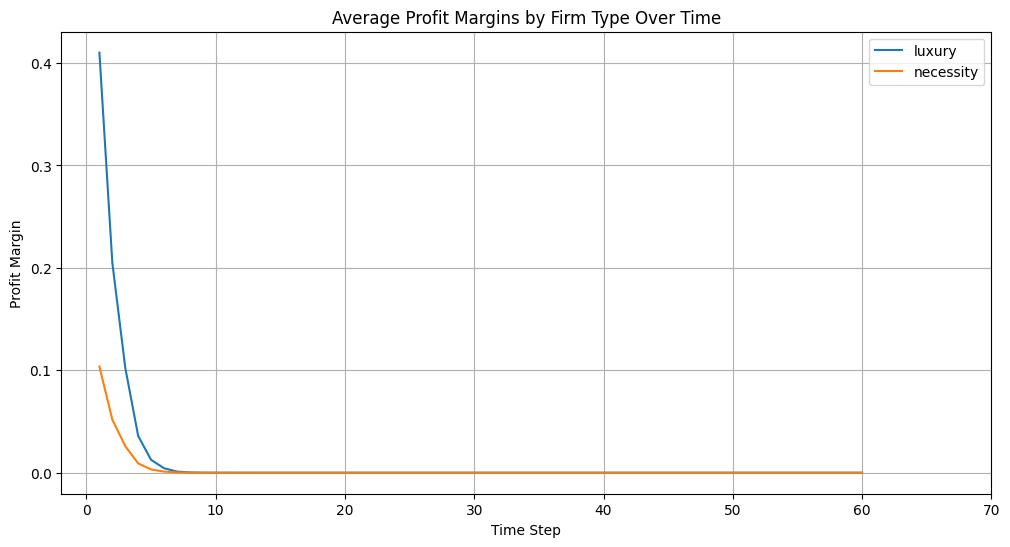 Average Profit Margins by Firm Type Over Time
luxury
necessity
Profit Margin
0.4
0.3
0.2
0.1
0.0
0 10 20 30 40 50 60 70
Time Step